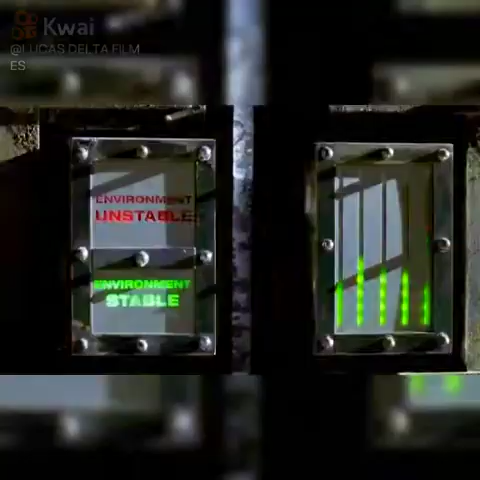 Kwai
@LUCAS DELTA FILM
ES
ENVIRONMENT
UNSTABLE
ENVIRONMENT
STABLE